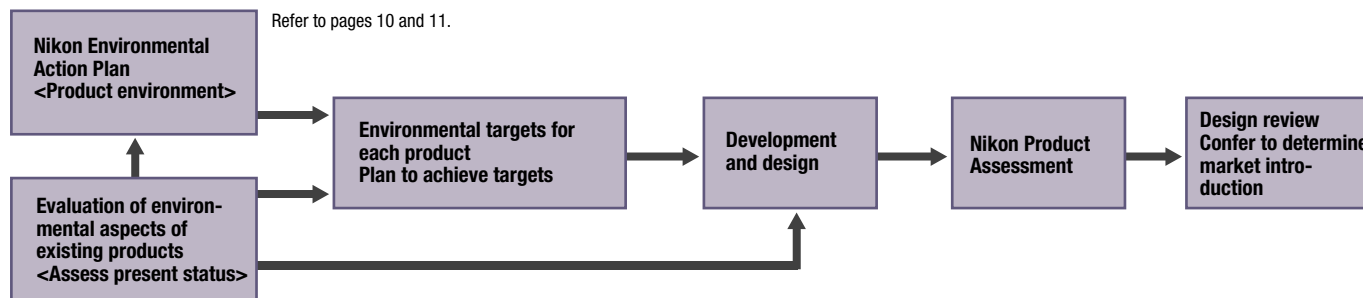 Refer to pages 10 and 11.
Nikon Environmental
Action Plan
<Product environment>
Evaluation of environ-
mental aspects of
existing products
<Assess present status>
Environmental targets for
each product
Plan to achieve targets
Development
and design
Nikon Product
Assessment
Design review
Confer to determine
market intro-
duction